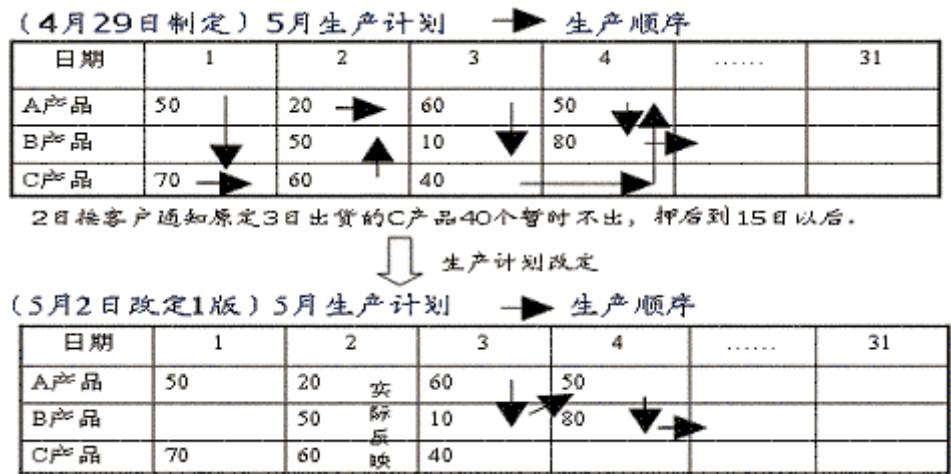 （4月29日制定）5月生产计划 生产顺序
日期 1 2 3 4 …… 31
A产品 50 20 60 50
B产品 50 10 80
C产品 70 60 40
2日接客户通知原定3日出货的C产品40个暂时不出，押后到15日以后．
生产计划改定
（5月2日改定1版）5月生产计划 生产顺序
日期 1 2 3 4 …… 31
A产品 50 20 实 60 50
B产品 50 际 10 80
反
C产品 70 60 映 40